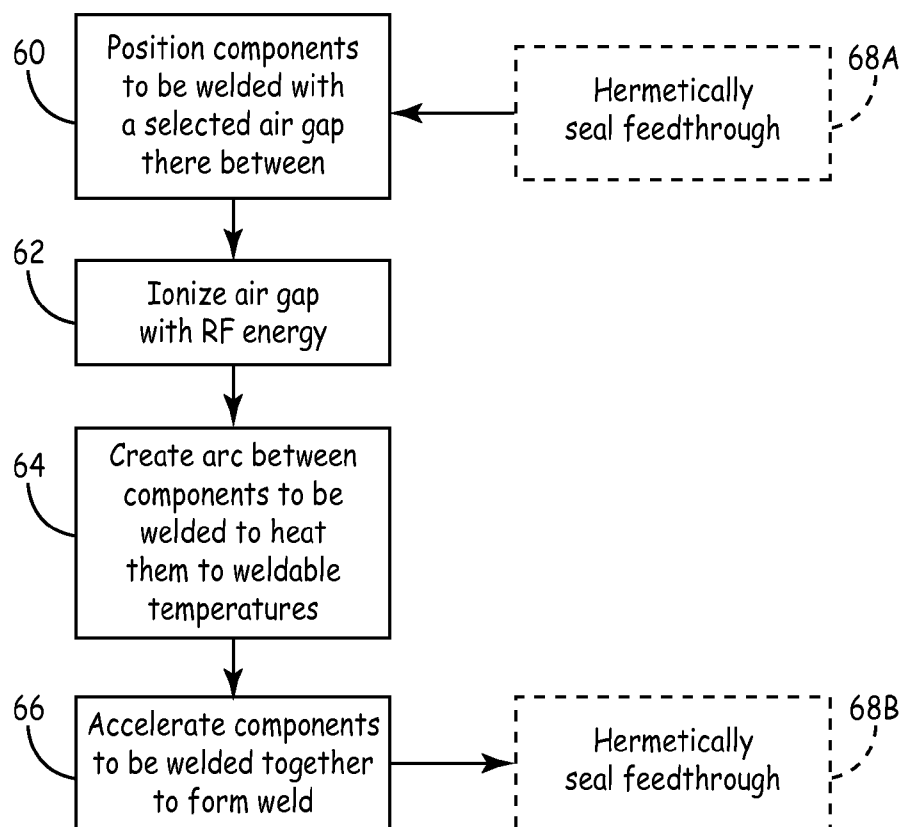 60
Position components
to be welded with
a selected air gap
there between
Hermetically
seal feedthrough
68A
62
Ionize air gap
with RF energy
64
Create arc between
components to be
welded to heat
them to weldable
temperatures
66
Accelerate components
to be welded together
to form weld
Hermetically
seal feedthrough
68B